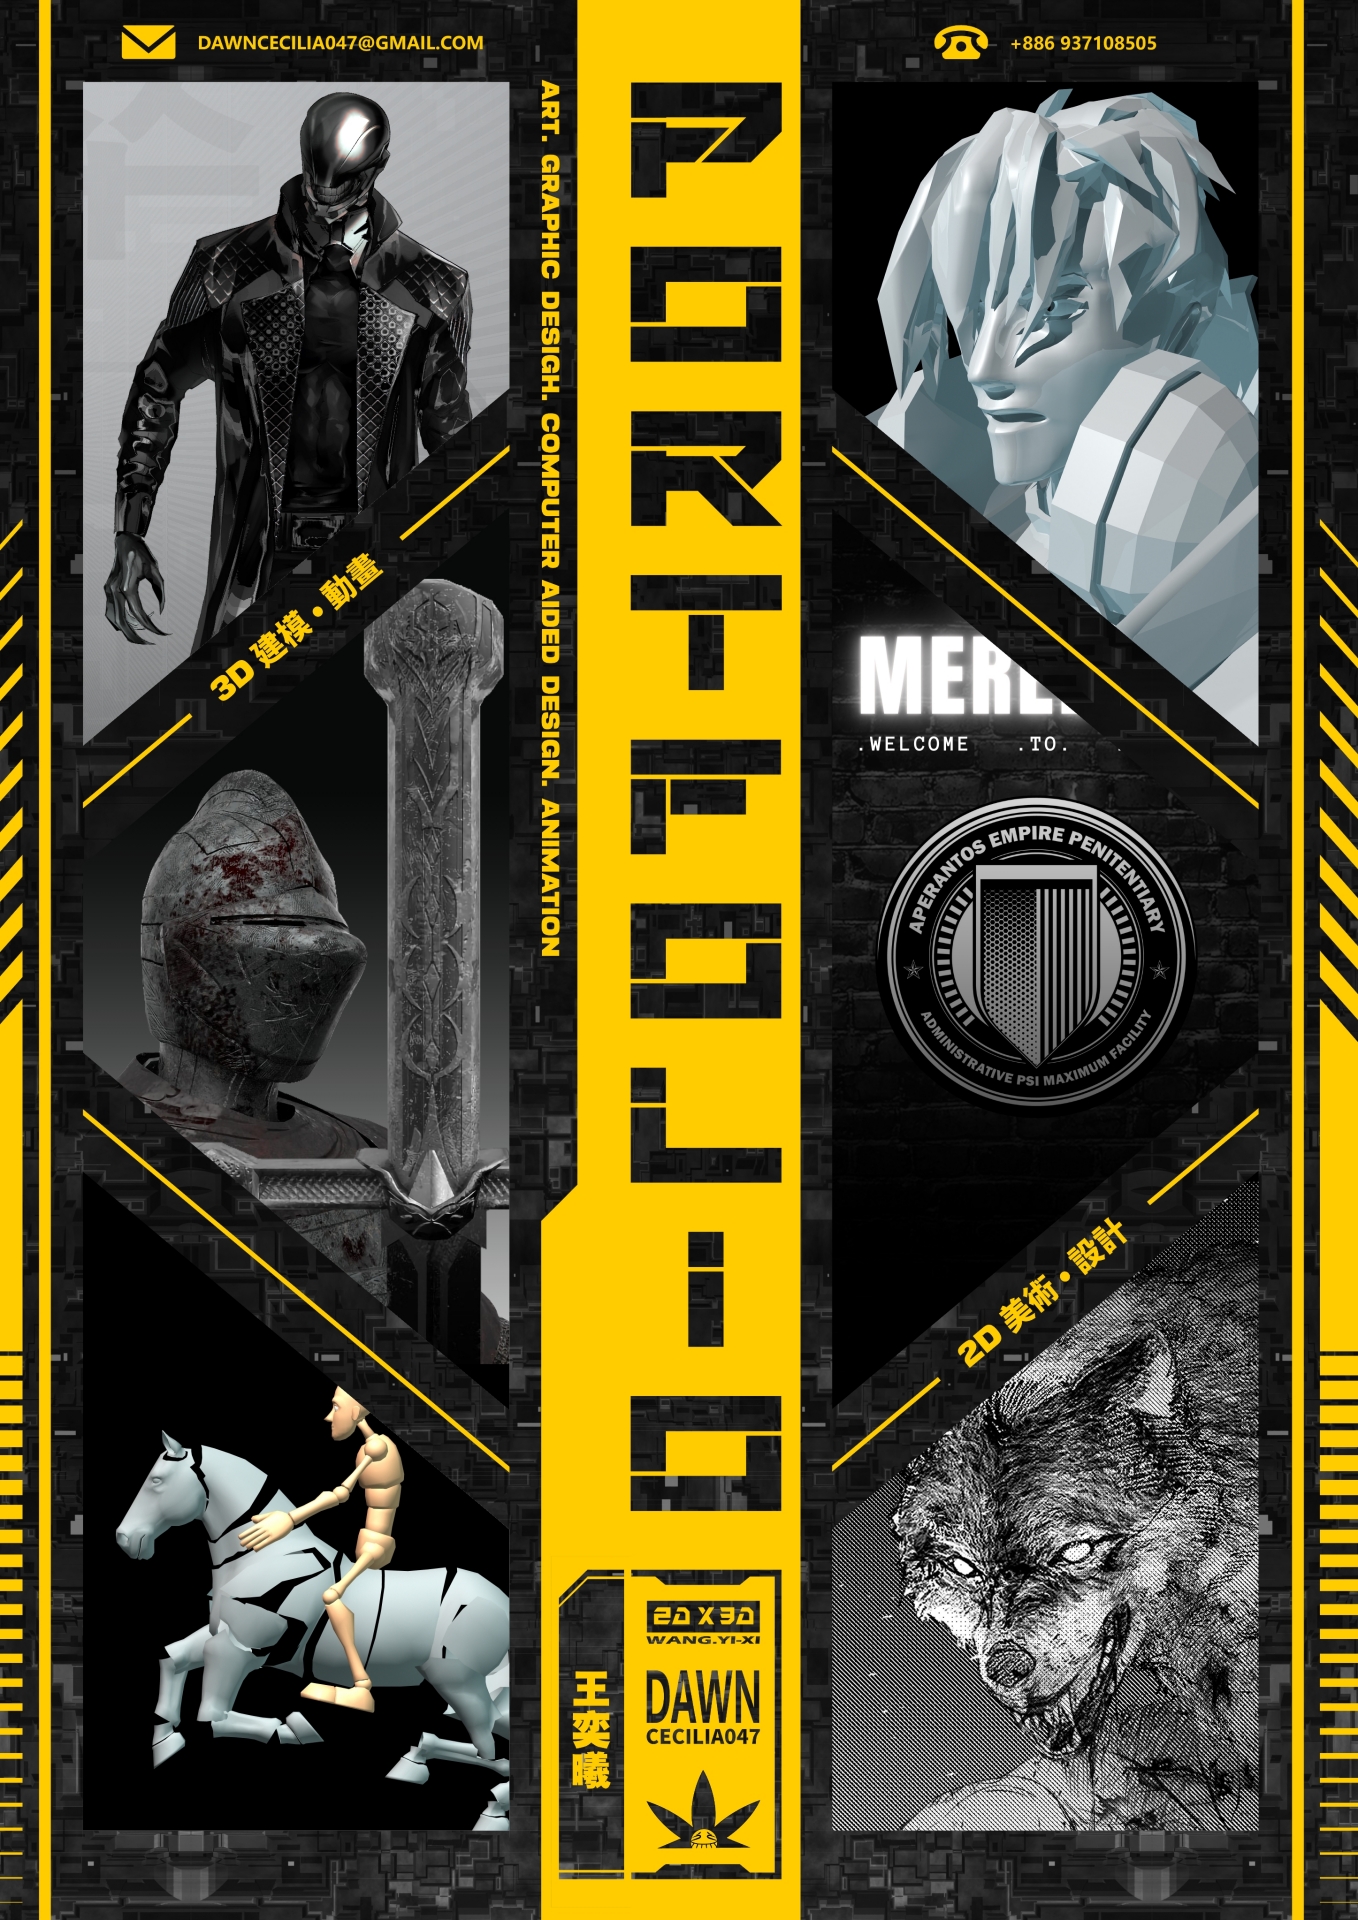 DAWNCECILIA047@GMAIL.COM
+886 937108505
ART. GRAPHIC DESIGH. COMPUTER AIDED DESIGN. ANIMATION
PORTFOLIO
3D 建模・動畫
MERL
.WELCOME .TO.
APERANTOS EMPIRE PENITENTIARY
ADMINISTRATIVE PSI MAXIMUM FACILITY
2D 美術・設計
2D X 3D
WANG.YI-XI
王奕曦
DAWN
CECILIA047